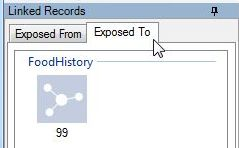 Linked Records
Exposed From Exposed To
FoodHistory
99